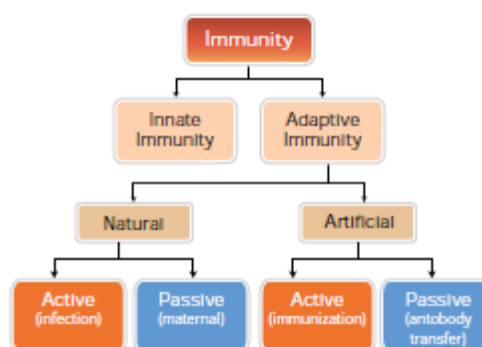 Immunity
Innate
Immunity
Adaptive
Immunity
Natural
Artificial
Active
(infection)
Passive
(maternal)
Active
(immunization)
Passive
(antobody
transfer)